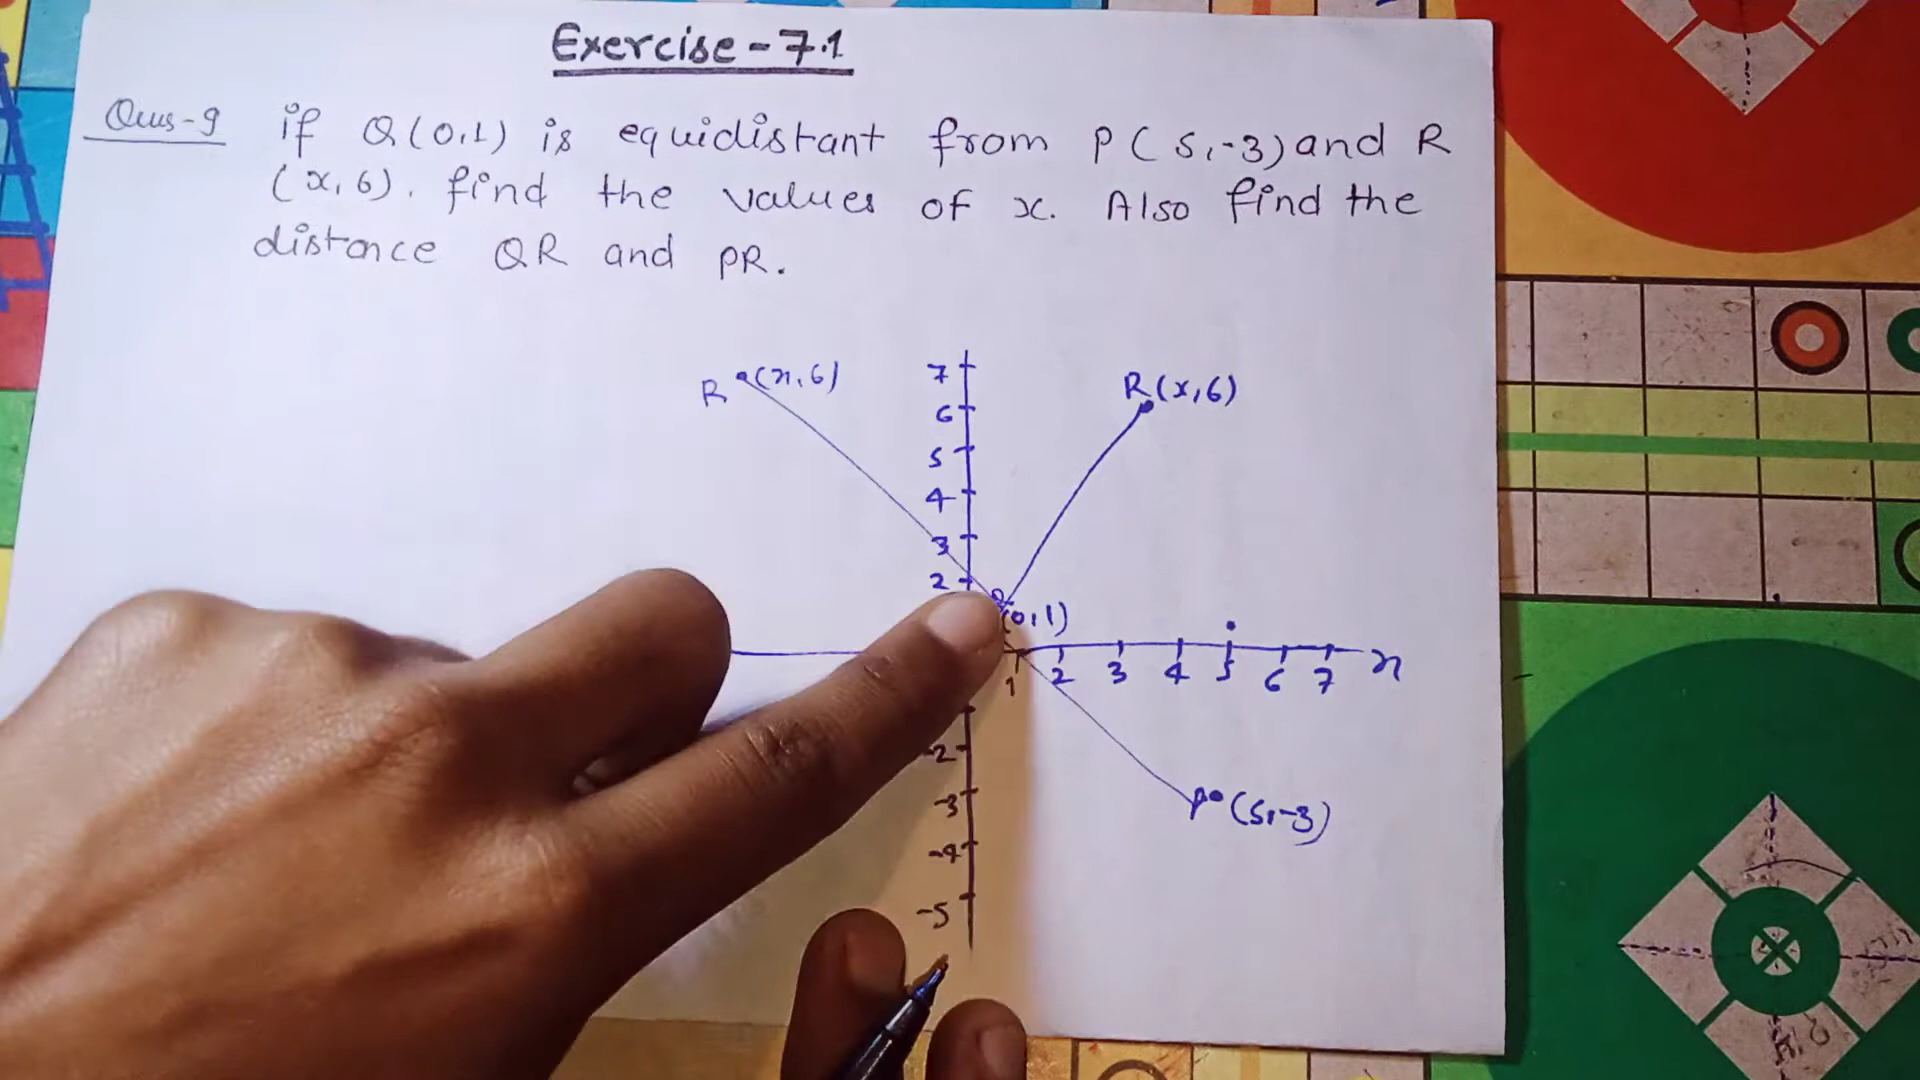 Exercise-7.1
Ques-9 if Q(0,1) is equidistant from P(5,-3) and R
(x,6). find the values of x. Also find the
distance QR and PR.
7
R (x,6)
R(x,6)
6
5
4
3
2
Q
(0,1)
1 2 3 4 5 6 7 x
-2
-3
P (5,-3)
-4
-5